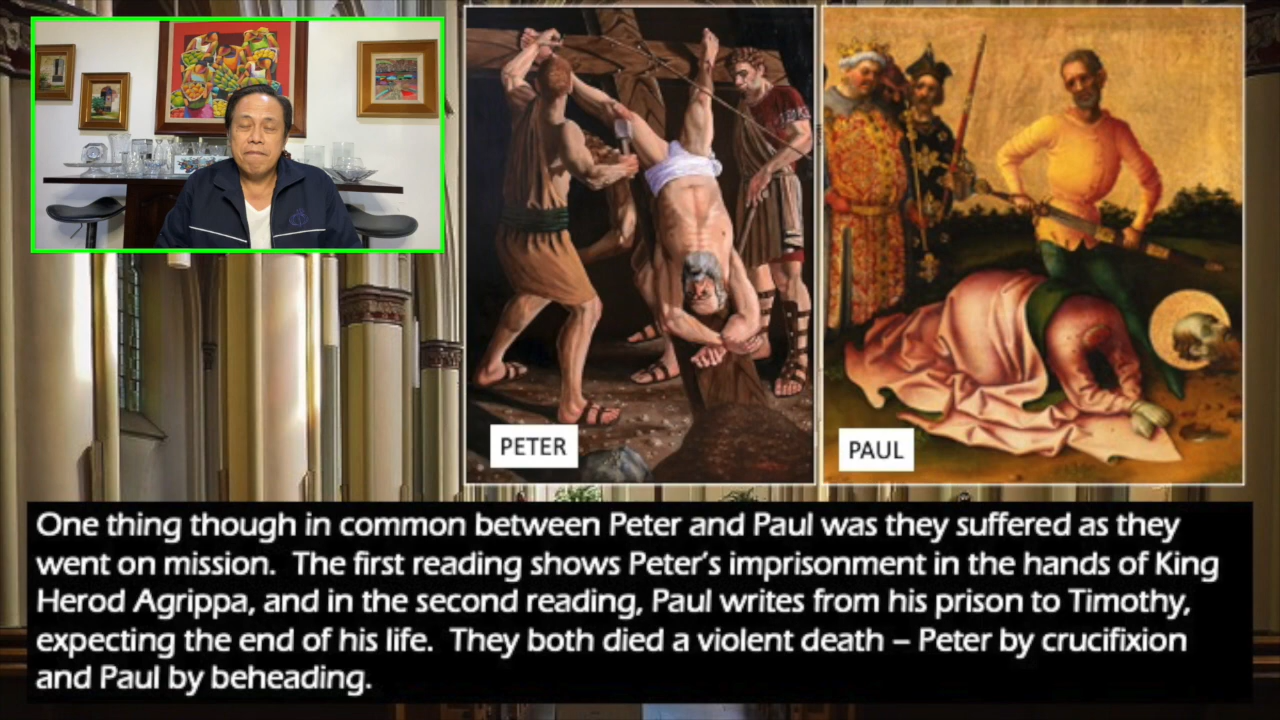 PETER
PAUL
One thing though in common between Peter and Paul was they suffered as they
went on mission.  The first reading shows Peter's imprisonment in the hands of King
Herod Agrippa, and in the second reading, Paul writes from his prison to Timothy,
expecting the end of his life.  They both died a violent death – Peter by crucifixion
and Paul by beheading.